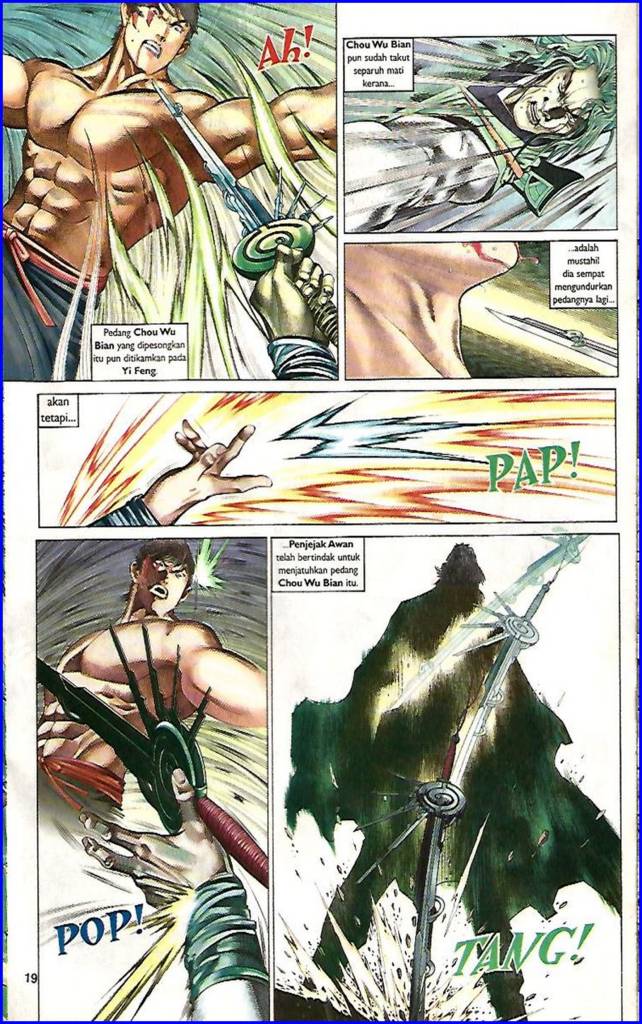 Ah!
Pedang Chou Wu
Bian yang dipesongkan
itu pun ditikamkan pada
Yi Feng.
Chou Wu Bian
pun sudah takut
separuh mati
kerana...
..adalah
mustahil
dia sempat
mengundurkan
pedangnya lagi...
akan
tetapi...
PAP!
POP!
...Penjejak Awan
telah bertindak untuk
menjatuhkan pedang
Chou Wu Bian itu.
TANG!
19